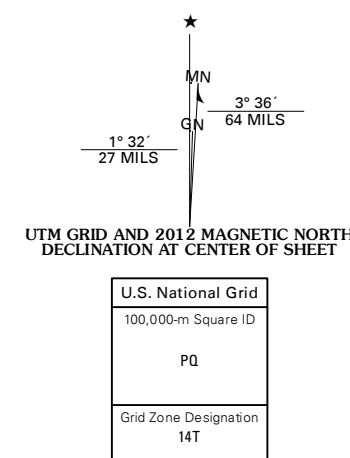 ★
MN
3° 36´
64 MILS
GN
1° 32´
27 MILS
UTM GRID AND 2012 MAGNETIC NORTH
DECLINATION AT CENTER OF SHEET
U.S. National Grid
100,000-m Square ID
PQ
Grid Zone Designation
14T